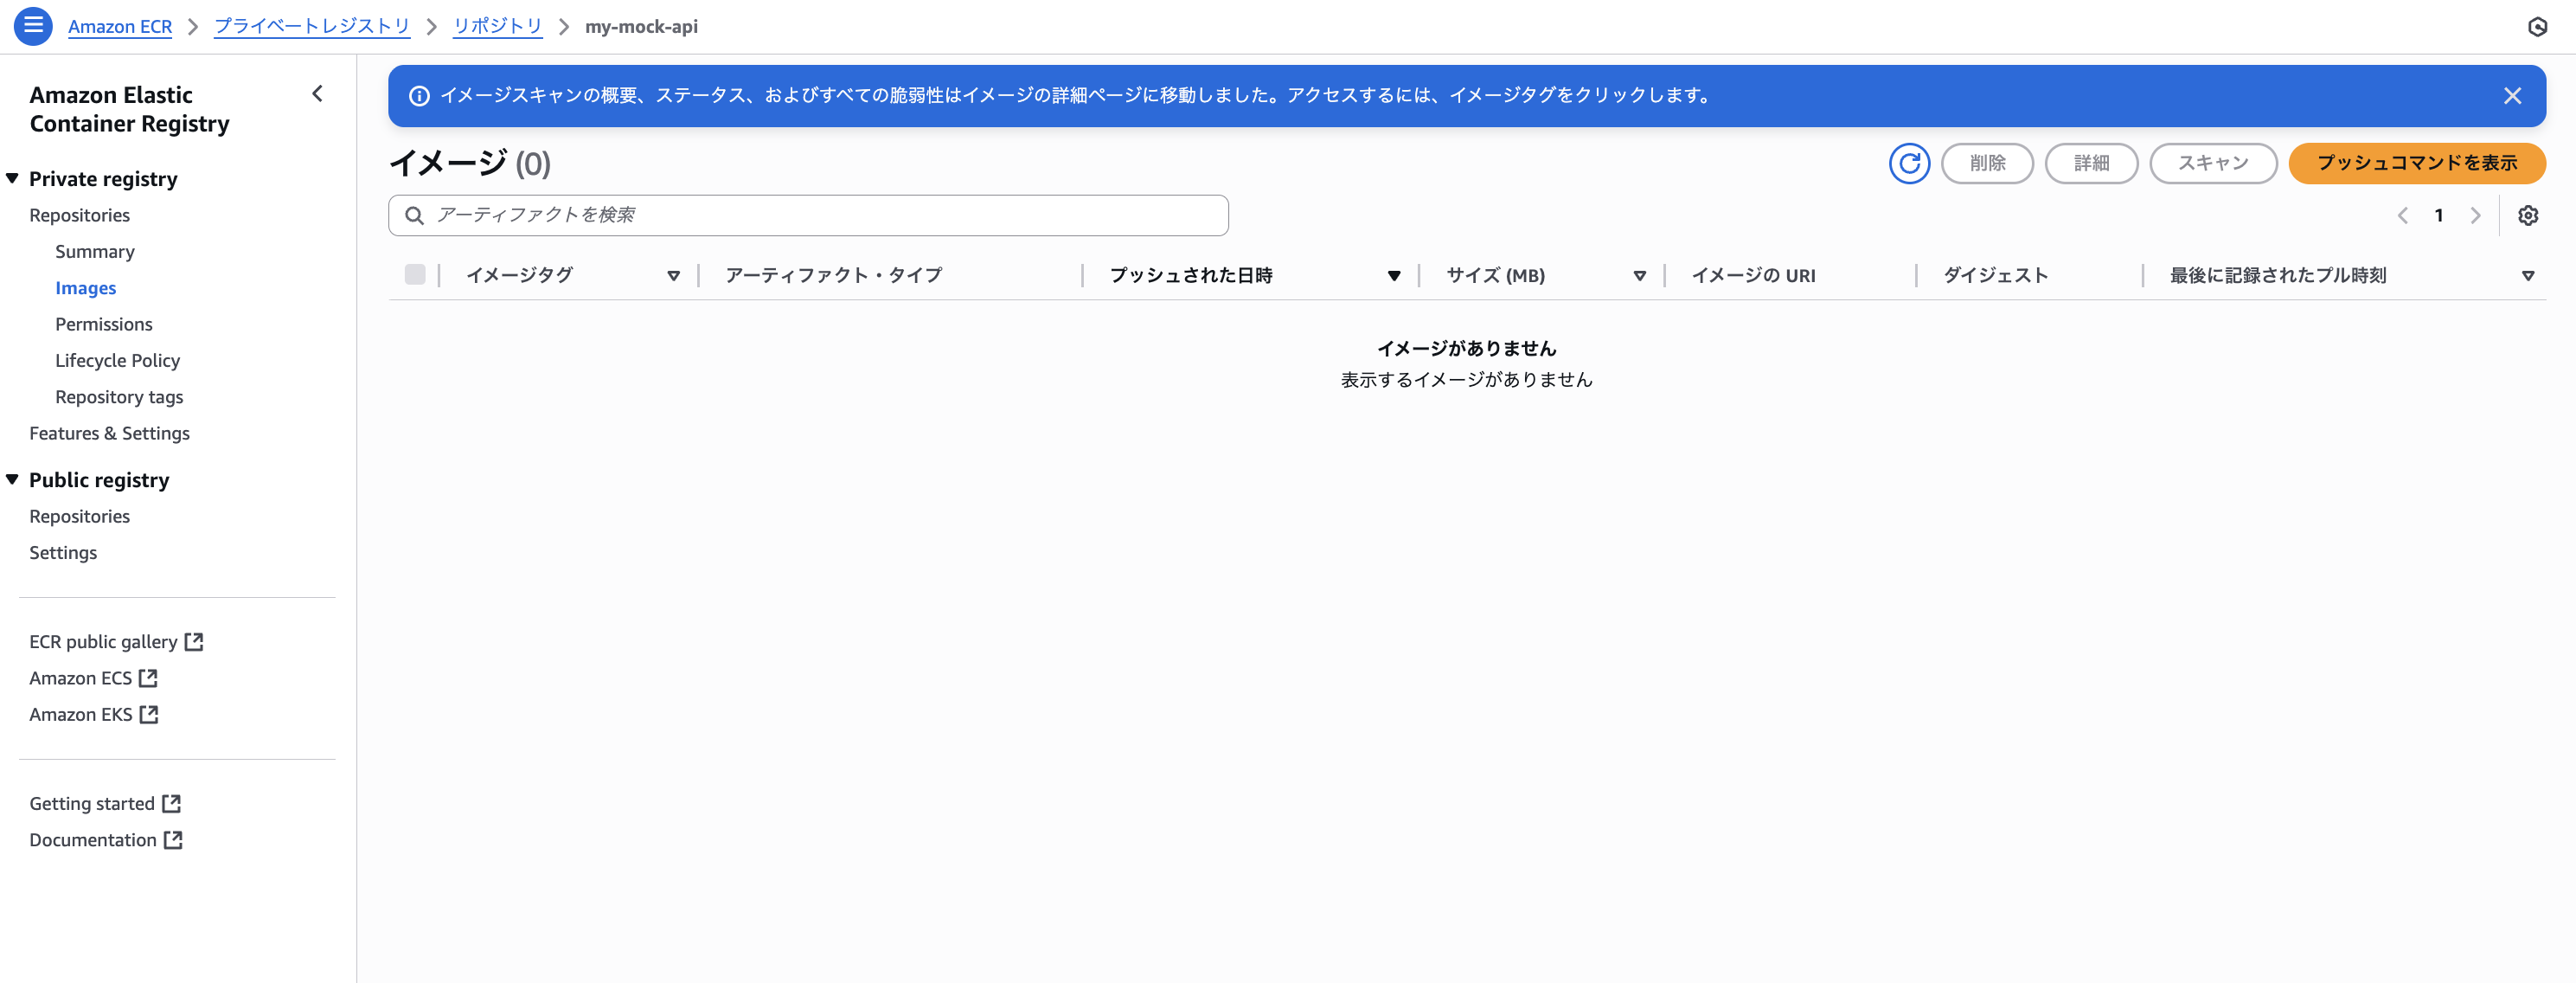 Amazon ECR プライベートレジストリ リポジトリ my-mock-api
Amazon Elastic
Container Registry
Private registry
Repositories
Summary
Images
Permissions
Lifecycle Policy
Repository tags
Features & Settings
Public registry
Repositories
Settings
ECR public gallery
Amazon ECS
Amazon EKS
Getting started
Documentation
イメージスキャンの概要、ステータス、およびすべての脆弱性はイメージの詳細ページに移動しました。アクセスするには、イメージタグをクリックします。
イメージ (0)
削除 詳細 スキャン プッシュコマンドを表示
アーティファクトを検索
1
イメージタグ アーティファクト・タイプ プッシュされた日時 サイズ (MB) イメージの URI ダイジェスト 最後に記録されたプル時刻
イメージがありません
表示するイメージがありません